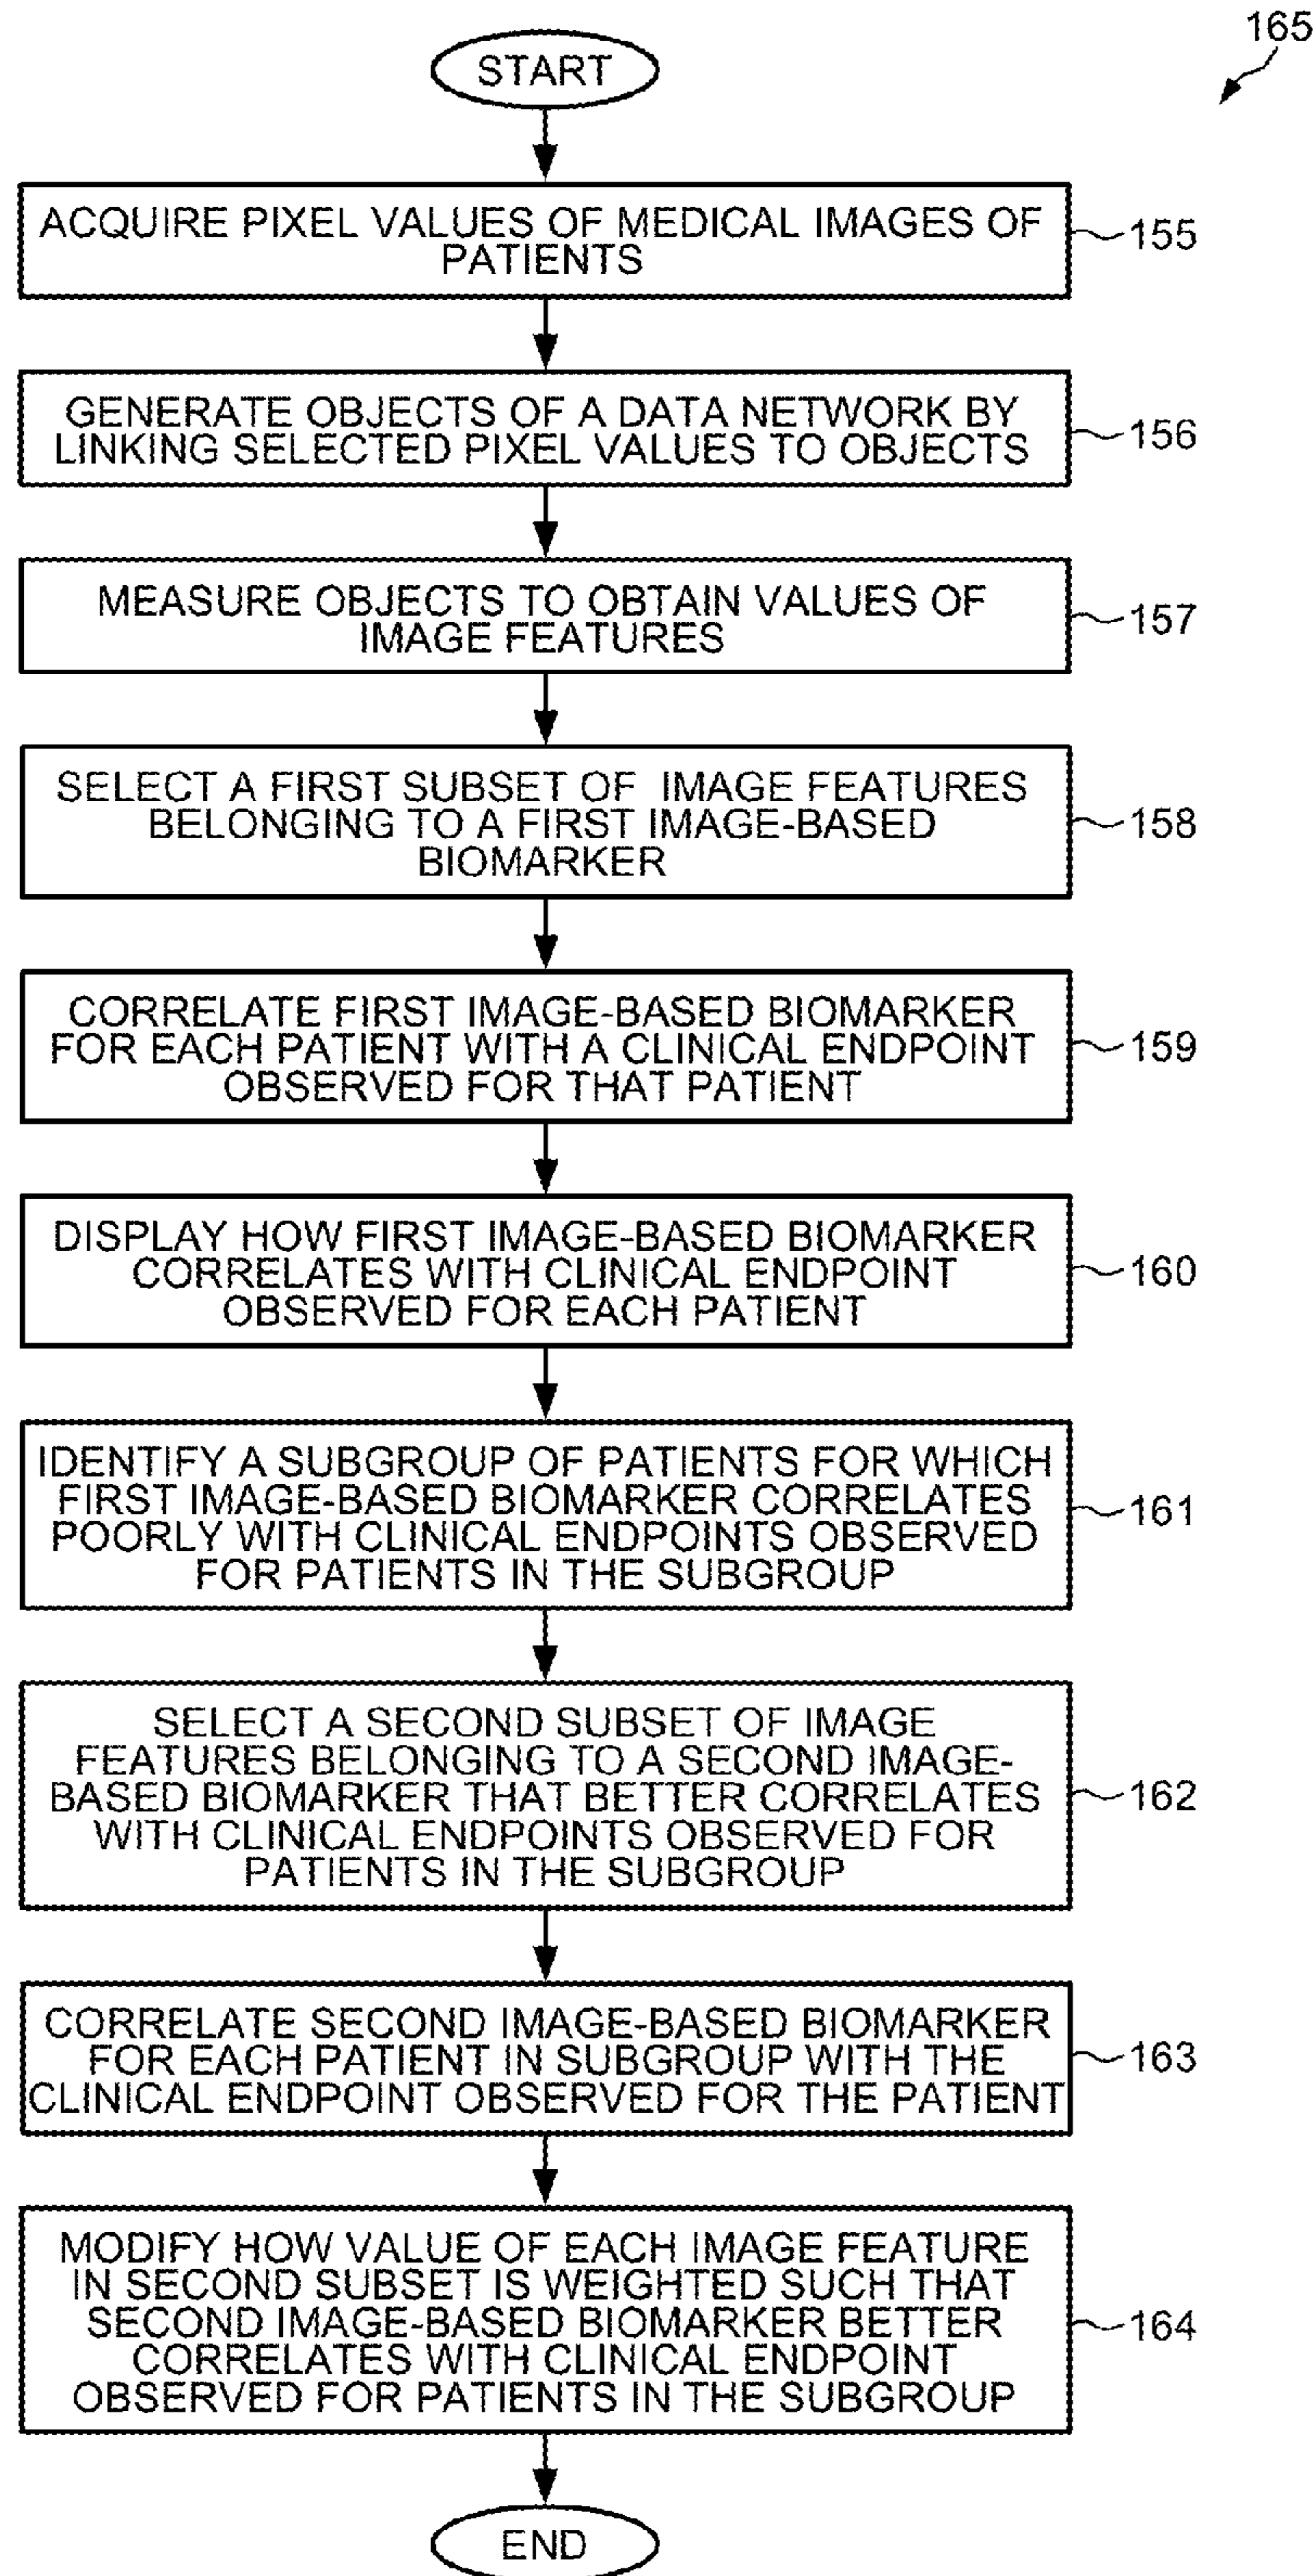 165
START
ACQUIRE PIXEL VALUES OF MEDICAL IMAGES OF
PATIENTS
155
GENERATE OBJECTS OF A DATA NETWORK BY
LINKING SELECTED PIXEL VALUES TO OBJECTS
156
MEASURE OBJECTS TO OBTAIN VALUES OF
IMAGE FEATURES
157
SELECT A FIRST SUBSET OF IMAGE FEATURES
BELONGING TO A FIRST IMAGE-BASED
BIOMARKER
158
CORRELATE FIRST IMAGE-BASED BIOMARKER
FOR EACH PATIENT WITH A CLINICAL ENDPOINT
OBSERVED FOR THAT PATIENT
159
DISPLAY HOW FIRST IMAGE-BASED BIOMARKER
CORRELATES WITH CLINICAL ENDPOINT
OBSERVED FOR EACH PATIENT
160
IDENTIFY A SUBGROUP OF PATIENTS FOR WHICH
FIRST IMAGE-BASED BIOMARKER CORRELATES
POORLY WITH CLINICAL ENDPOINTS OBSERVED
FOR PATIENTS IN THE SUBGROUP
161
SELECT A SECOND SUBSET OF IMAGE
FEATURES BELONGING TO A SECOND IMAGE-
BASED BIOMARKER THAT BETTER CORRELATES
WITH CLINICAL ENDPOINTS OBSERVED FOR
PATIENTS IN THE SUBGROUP
162
CORRELATE SECOND IMAGE-BASED BIOMARKER
FOR EACH PATIENT IN SUBGROUP WITH THE
CLINICAL ENDPOINT OBSERVED FOR THE PATIENT
163
MODIFY HOW VALUE OF EACH IMAGE FEATURE
IN SECOND SUBSET IS WEIGHTED SUCH THAT
SECOND IMAGE-BASED BIOMARKER BETTER
CORRELATES WITH CLINICAL ENDPOINT
OBSERVED FOR PATIENTS IN THE SUBGROUP
164
END